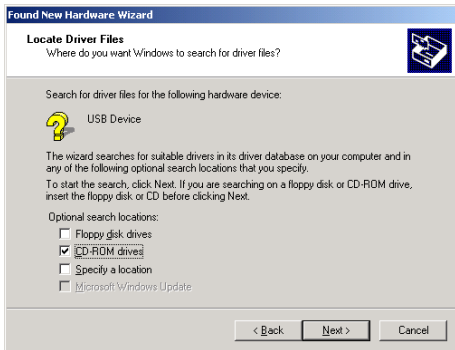 Found New Hardware Wizard
Locate Driver Files
Where do you want Windows to search for driver files?
Search for driver files for the following hardware device:
USB Device
The wizard searches for suitable drivers in its driver database on your computer and in
any of the following optional search locations that you specify.
To start the search, click Next. If you are searching on a floppy disk or CD-ROM drive,
insert the floppy disk or CD before clicking Next.
Optional search locations:
Floppy disk drives
CD-ROM drives
Specify a location
Microsoft Windows Update
< Back Next > Cancel